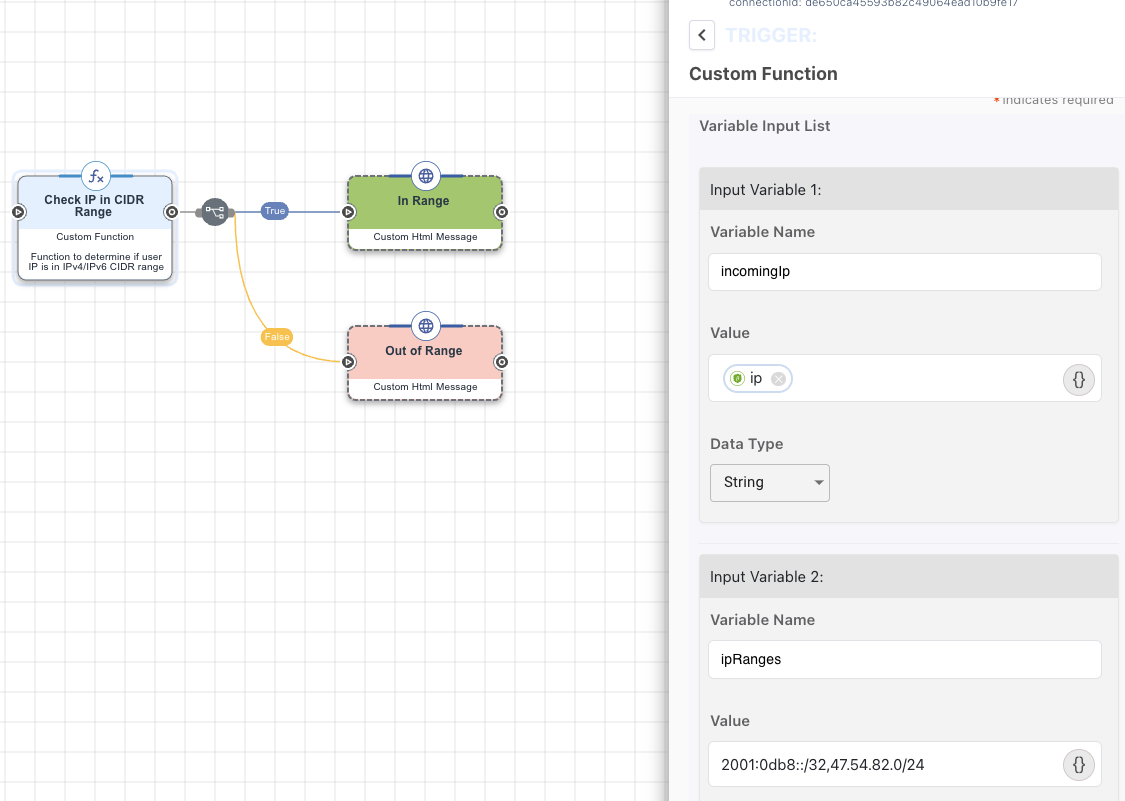 connectionId: de650ca45593b82c49064ead10b9fe17
TRIGGER:
Custom Function
* indicates required
Variable Input List
Input Variable 1:
Variable Name
incomingIp
Value
ip
{}
Data Type
String
Input Variable 2:
Variable Name
ipRanges
Value
2001:0db8::/32,47.54.82.0/24
{}
fx
Check IP in CIDR
Range
Custom Function
Function to determine if user
IP is in IPv4/IPv6 CIDR range
True
False
In Range
Custom Html Message
Out of Range
Custom Html Message